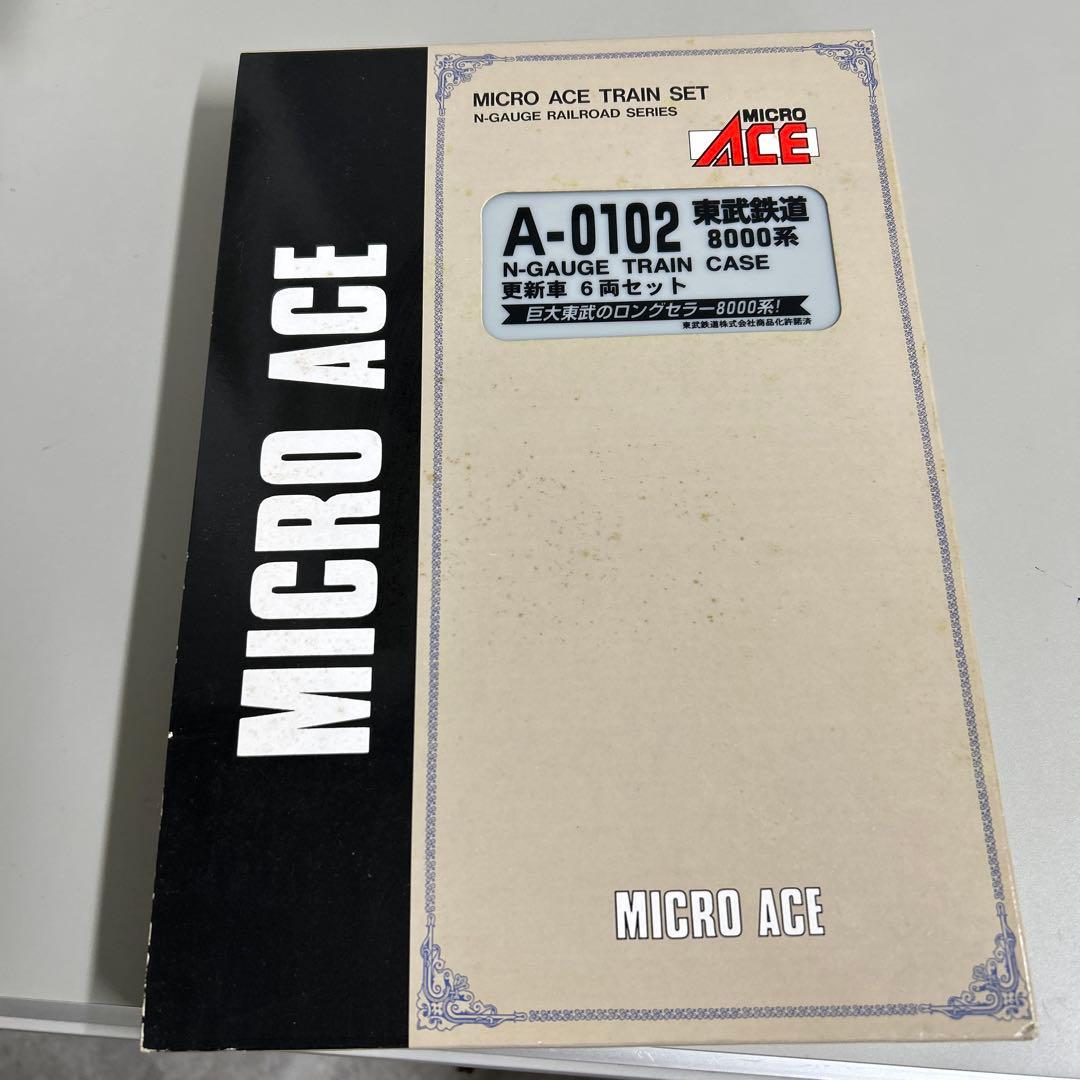 MICRO ACE
MICRO ACE TRAIN SET
N-GAUGE RAILROAD SERIES
MICRO
ACE
A-0102 東武鉄道
8000系
N-GAUGE TRAIN CASE
更新車 6両セット
巨大東武のロングセラー8000系!
東武鉄道株式会社商品化許諾済
MICRO ACE